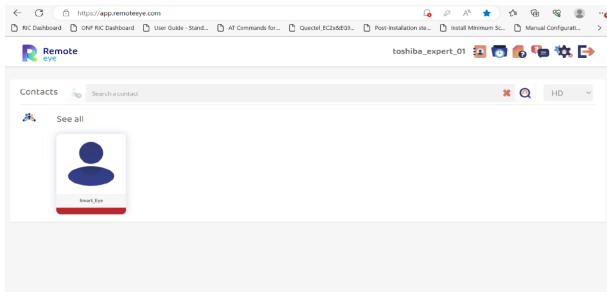 https://app.remoteeye.com
RIC Dashboard
ONF RIC Dashboard
User Guide - Stand...
AT Commands for...
Quectel_EC2x&EG9...
Post-installation ste...
Install Minimum Sc...
Manual Configurati...
Remote
eye
toshiba_expert_01
Contacts
Search a contact
HD
See all
Smart_Eye